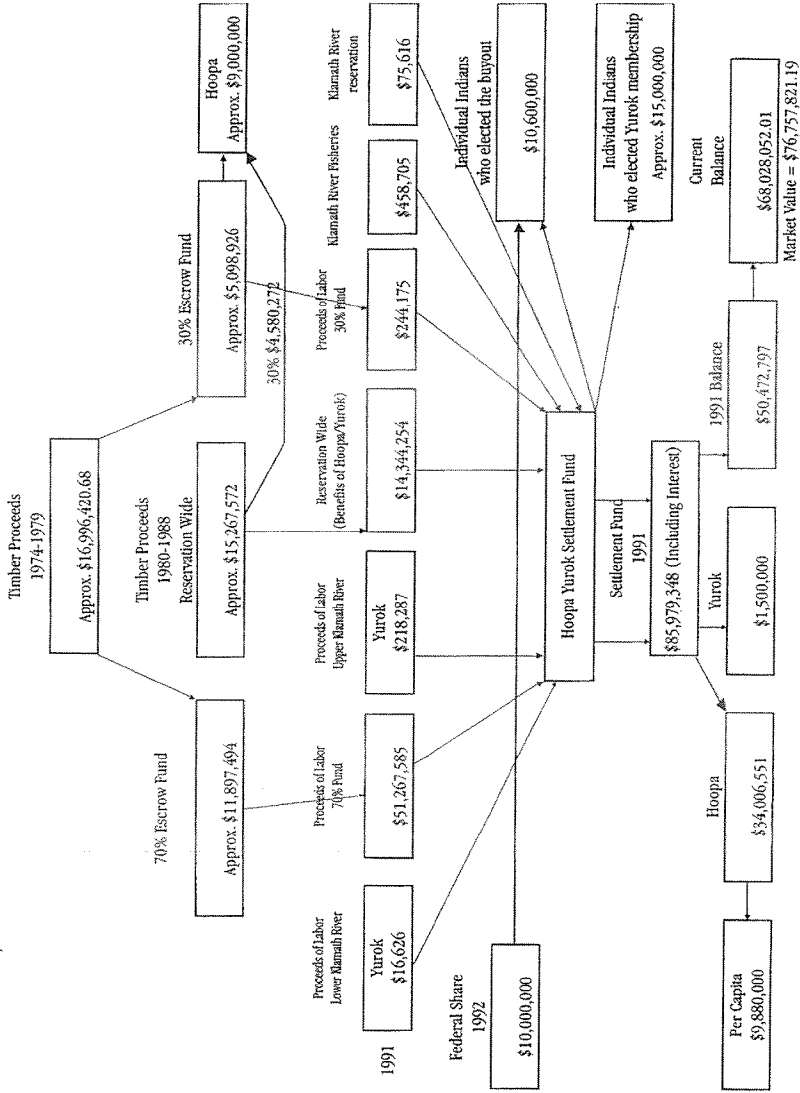 Timber Proceeds
1974-1979
Approx. $16,996,420.68
70% Escrow Fund
Approx. $11,897,494
Timber Proceeds
1980-1988
Reservation Wide
Approx. $15,267,572
30% Escrow Fund
Approx. $5,098,926
Hoopa
Approx. $9,000,000
30% $4,580,272
1991
Proceeds of Labor
Lower Klamath River
Yurok
$16,626
Proceeds of Labor
70% Fund
$51,267,585
Proceeds of Labor
Upper Klamath River
Yurok
$218,287
Reservation Wide
(Benefits of Hoopa/Yurok)
$14,344,254
Proceeds of Labor
30% Fund
$244,175
Klamath River Fisheries
$458,705
Klamath River
reservation
$75,616
Federal Share
1992
$10,000,000
Individual Indians
who elected the buyout
$10,600,000
Hoopa Yurok Settlement Fund
Individual Indians
who elected Yurok membership
Approx. $15,000,000
Settlement Fund
1991
$85,979,348 (Including Interest)
Per Capita
$9,880,000
Hoopa
$34,006,551
Yurok
$1,500,000
1991 Balance
$50,472,797
Current
Balance
$68,028,052.01
Market Value = $76,757,821.19